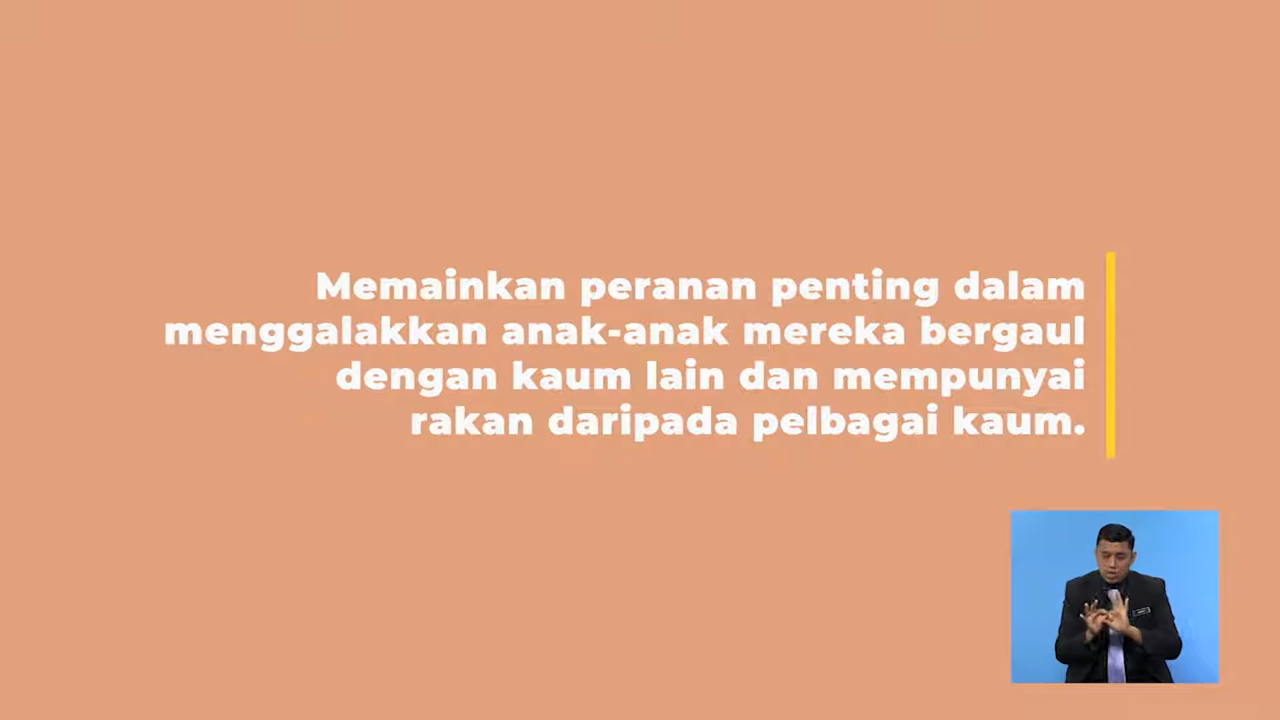 Memainkan peranan penting dalam
menggalakkan anak-anak mereka bergaul
dengan kaum lain dan mempunyai
rakan daripada pelbagai kaum.